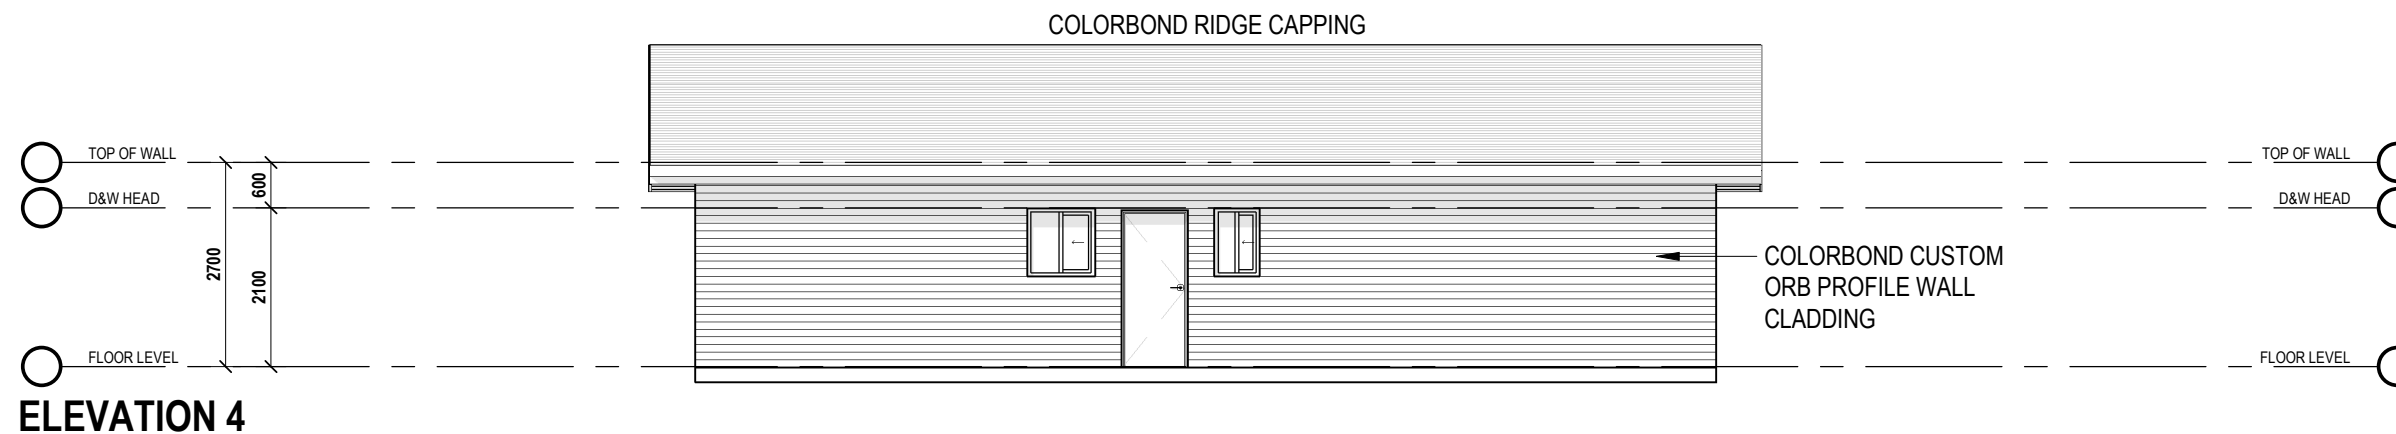 COLORBOND RIDGE CAPPING
TOP OF WALL
TOP OF WALL
600
D&W HEAD
D&W HEAD
2700
2100
COLORBOND CUSTOM
ORB PROFILE WALL
CLADDING
FLOOR LEVEL
FLOOR LEVEL
ELEVATION 4